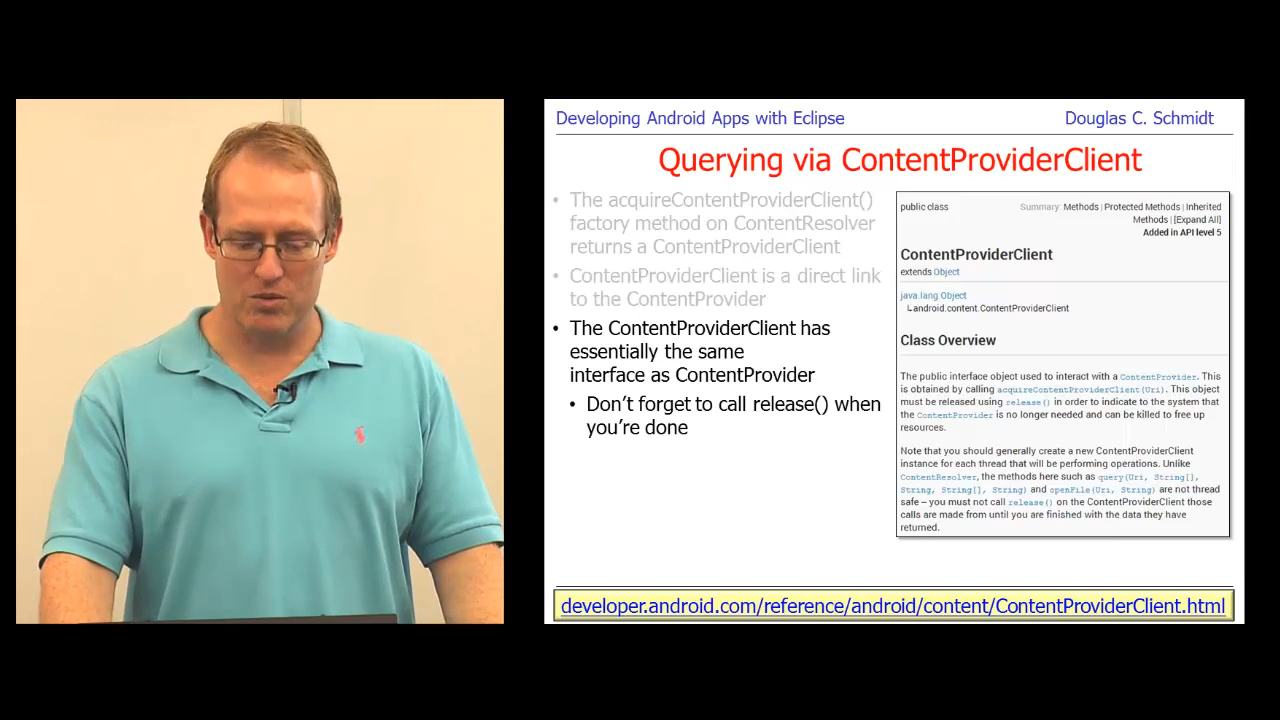 Developing Android Apps with Eclipse
Douglas C. Schmidt
Querying via ContentProviderClient
• The acquireContentProviderClient()
factory method on ContentResolver
returns a ContentProviderClient
• ContentProviderClient is a direct link
to the ContentProvider
• The ContentProviderClient has
essentially the same
interface as ContentProvider
• Don’t forget to call release() when
you’re done
public class
Summary: Methods | Protected Methods | Inherited
Methods | [Expand All]
Added in API level 5
ContentProviderClient
extends Object
java.lang.Object
↳android.content.ContentProviderClient
Class Overview
The public interface object used to interact with a ContentProvider. This
is obtained by calling acquireContentProviderClient(Uri). This object
must be released using release() in order to indicate to the system that
the ContentProvider is no longer needed and can be killed to free up
resources.
Note that you should generally create a new ContentProviderClient
instance for each thread that will be performing operations. Unlike
ContentResolver, the methods here such as query(Uri, String[],
String, String[], String) and openFile(Uri, String) are not thread
safe – you must not call release() on the ContentProviderClient those
calls are made from until you are finished with the data they have
returned.
developer.android.com/reference/android/content/ContentProviderClient.html